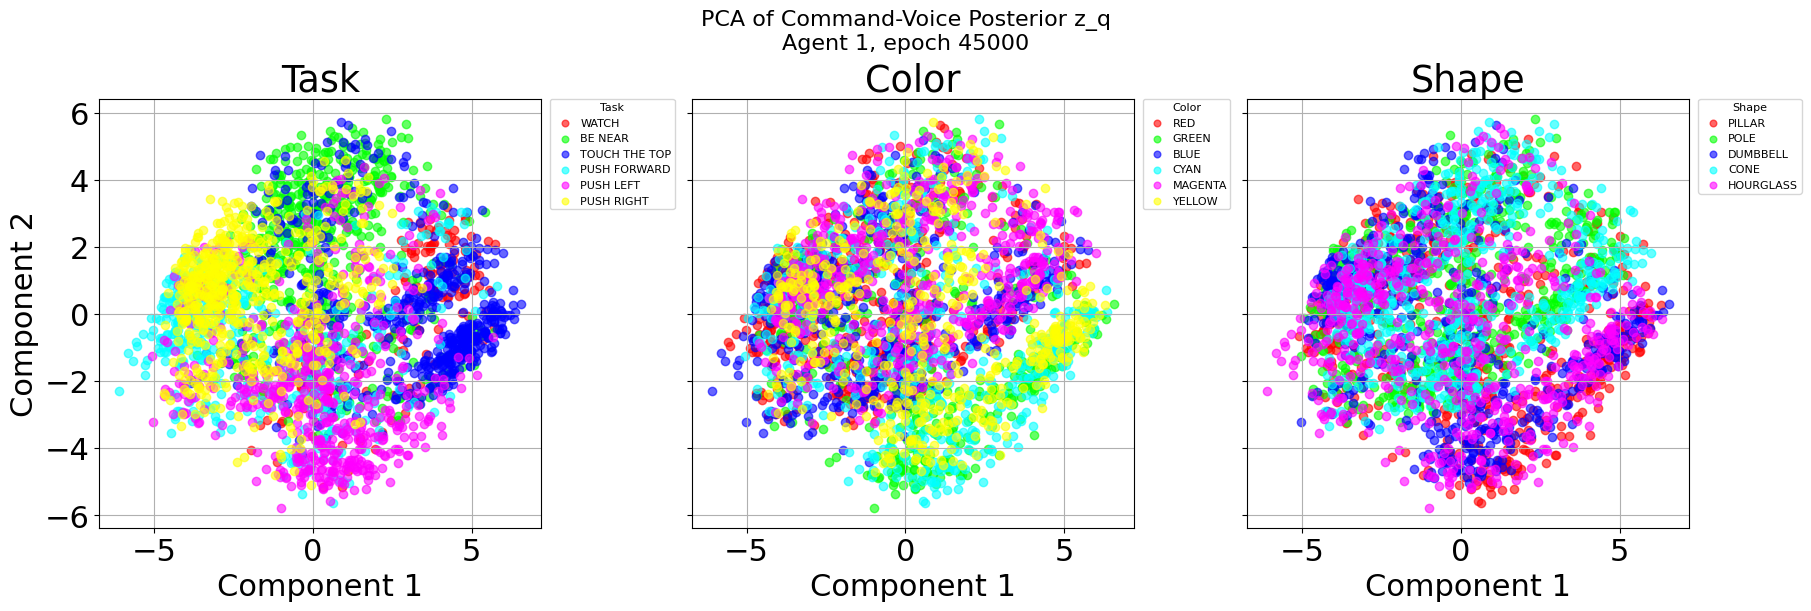 PCA of Command-Voice Posterior z_q
Agent 1, epoch 45000
Task
Color
Shape
Component 2
6
4
2
0
−2
−4
−6
−5
0
5
Component 1
Task
WATCH
BE NEAR
TOUCH THE TOP
PUSH FORWARD
PUSH LEFT
PUSH RIGHT
−5
0
5
Component 1
Color
RED
GREEN
BLUE
CYAN
MAGENTA
YELLOW
−5
0
5
Component 1
Shape
PILLAR
POLE
DUMBBELL
CONE
HOURGLASS